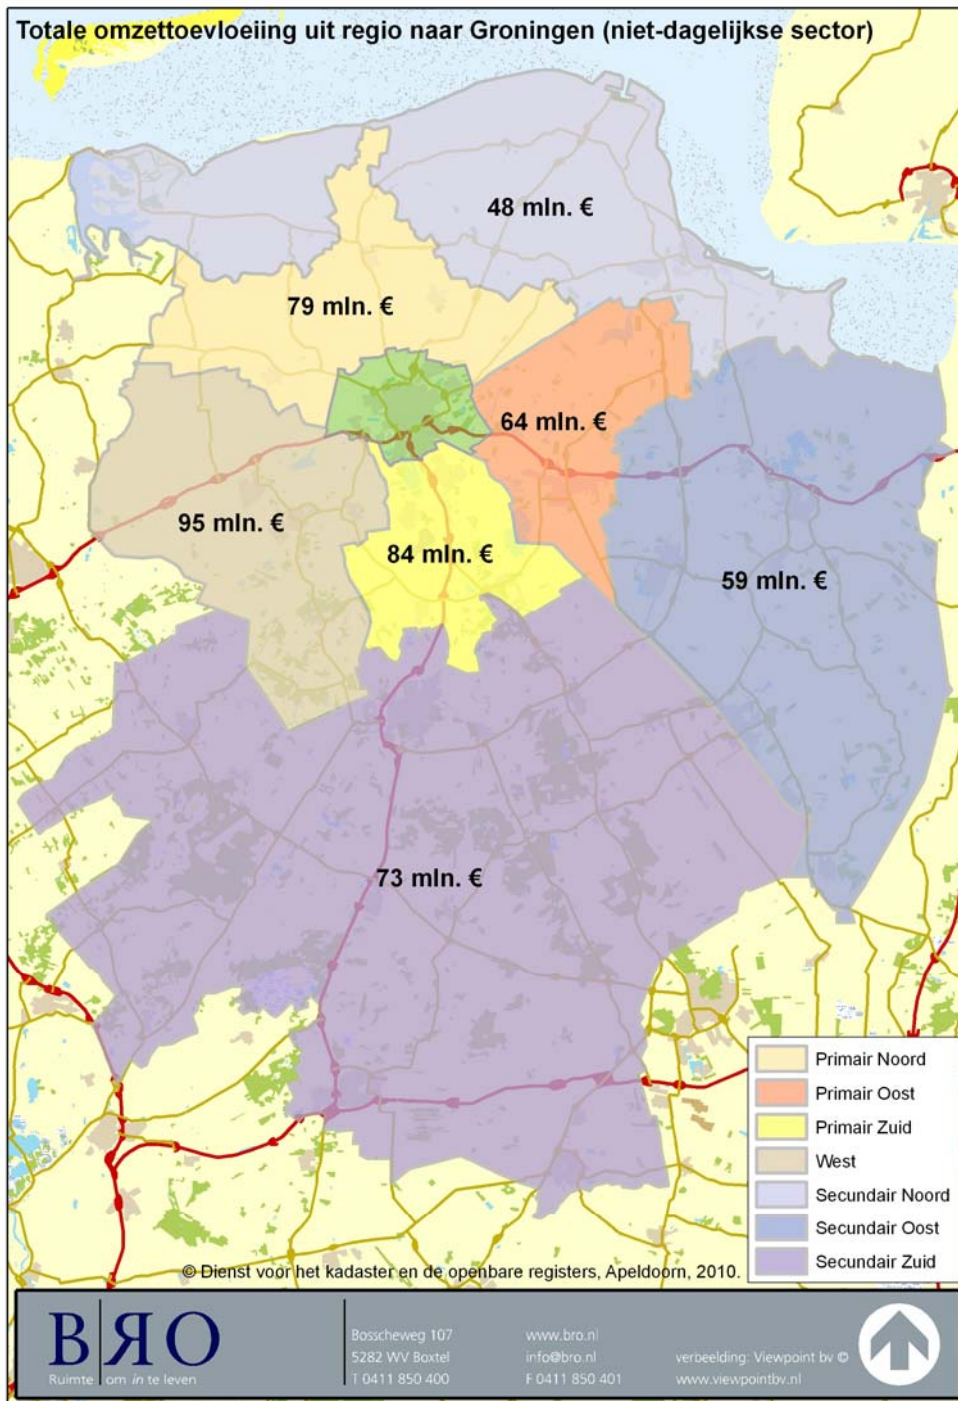 Totale omzettoevloeiing uit regio naar Groningen (niet-dagelijkse sector)
48 mln. €
79 mln. €
64 mln. €
95 mln. €
84 mln. €
59 mln. €
73 mln. €
Primair Noord
Primair Oost
Primair Zuid
West
Secundair Noord
Secundair Oost
Secundair Zuid
© Dienst voor het kadaster en de openbare registers, Apeldoorn, 2010.
BRO
Ruimte om in te leven
Bosscheweg 107
5282 WV Boxtel
T 0411 850 400
www.bro.nl
info@bro.nl
F 0411 850 401
verbeelding: Viewpoint bv ©
www.viewpointbv.nl